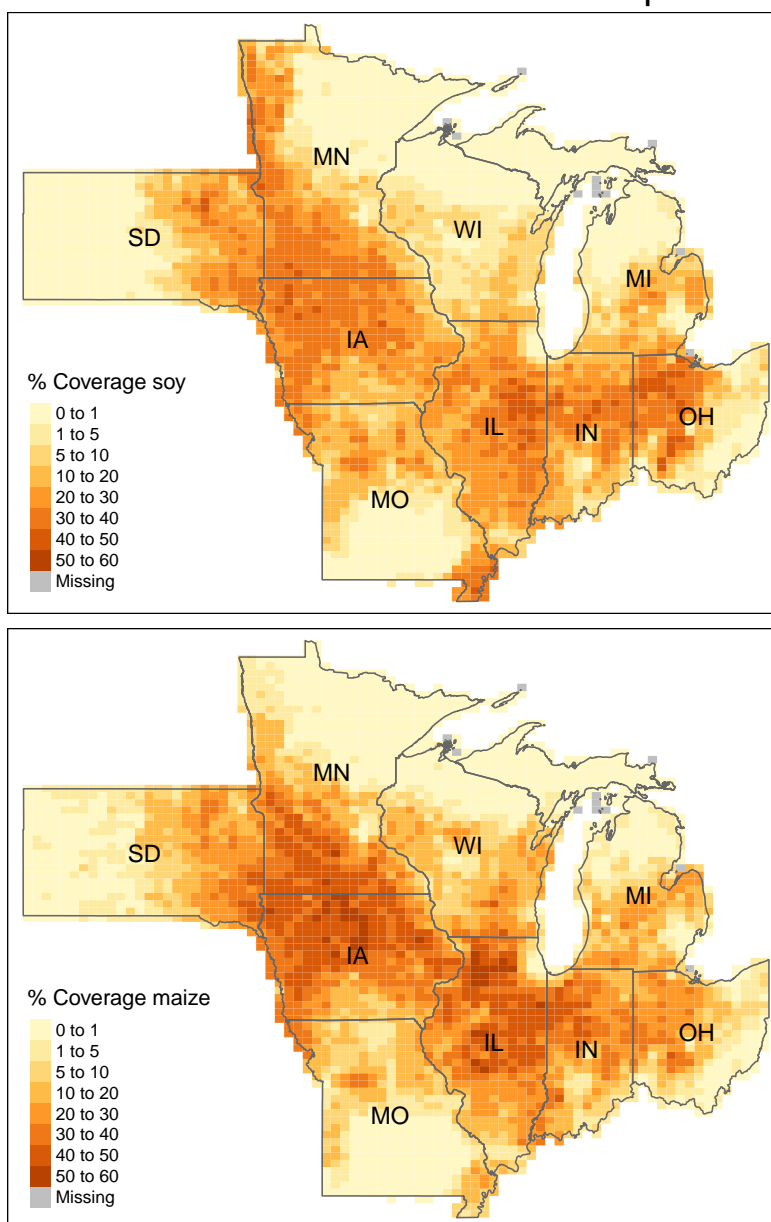 MN
SD
WI
MI
IA
% Coverage soy
0 to 1
1 to 5
5 to 10
10 to 20
20 to 30
30 to 40
40 to 50
50 to 60
Missing
IL
IN
OH
MO
MN
SD
WI
MI
IA
% Coverage maize
0 to 1
1 to 5
5 to 10
10 to 20
20 to 30
30 to 40
40 to 50
50 to 60
Missing
IL
IN
OH
MO